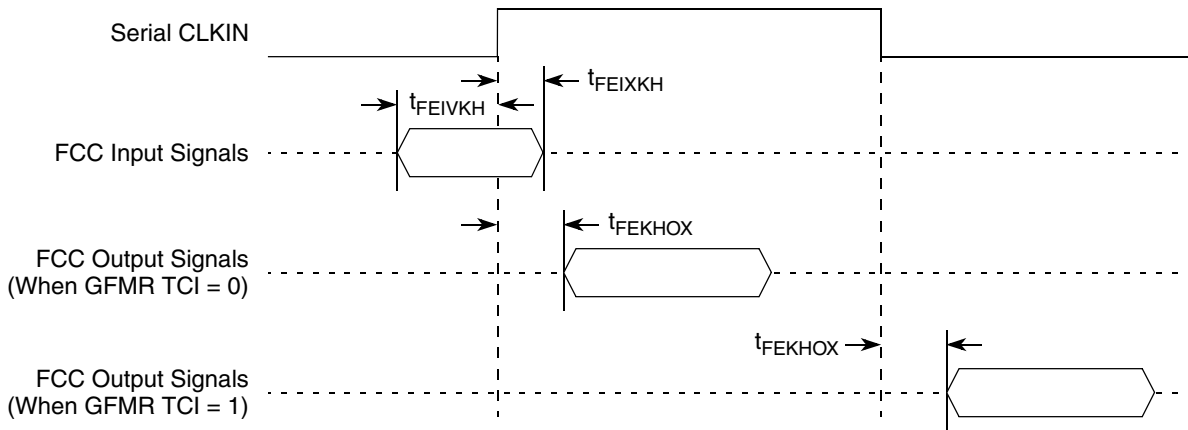 Serial CLKIN
tFEIXKH
tFEIVKH
FCC Input Signals
tFEKHOX
FCC Output Signals
(When GFMR TCI = 0)
tFEKHOX
FCC Output Signals
(When GFMR TCI = 1)